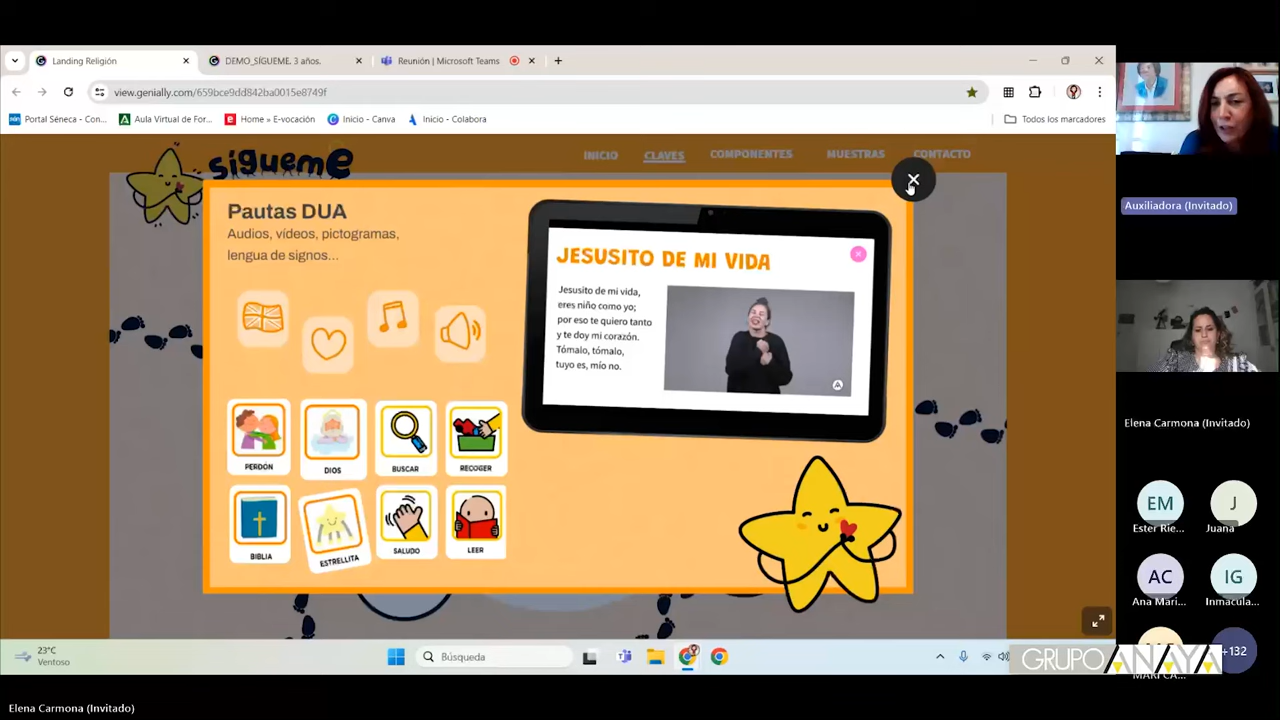 Landing Religión
DEMO_SÍGUEME. 3 años.
Reunión | Microsoft Teams
view.genially.com/659bce9dd842ba0015e8749f
Portal Séneca - Con...
Aula Virtual de For...
Home » E-vocación
Inicio - Canva
Inicio - Colabora
Todos los marcadores
sígueme
INICIO
CLAVES
COMPONENTES
MUESTRAS
CONTACTO
Pautas DUA
Audios, vídeos, pictogramas,
lengua de signos...
JESUSITO DE MI VIDA
Jesusito de mi vida,
eres niño como yo;
por eso te quiero tanto
y te doy mi corazón.
Tómalo, tómalo,
tuyo es, mío no.
PERDÓN
DIOS
BUSCAR
RECOGER
BIBLIA
ESTRELLITA
SALUDO
LEER
Auxiliadora (Invitado)
Elena Carmona (Invitado)
EM
J
Ester Rie...
Juana
AC
IG
Ana Mari...
Inmacula...
+132
23°C
Ventoso
Búsqueda
GRUPO ANAYA
Elena Carmona (Invitado)